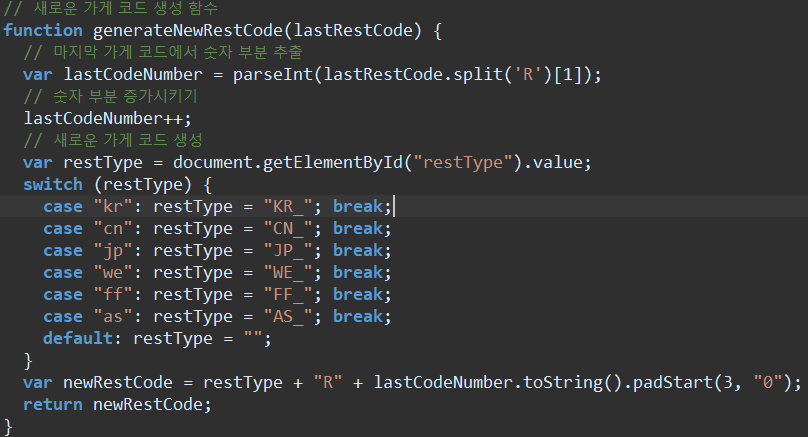 // 새로운 가게 코드 생성 함수
function generateNewRestCode(lastRestCode) {
  // 마지막 가게 코드에서 숫자 부분 추출
  var lastCodeNumber = parseInt(lastRestCode.split('R')[1]);
  // 숫자 부분 증가시키기
  lastCodeNumber++;
  // 새로운 가게 코드 생성
  var restType = document.getElementById("restType").value;
  switch (restType) {
    case "kr": restType = "KR_"; break;
    case "cn": restType = "CN_"; break;
    case "jp": restType = "JP_"; break;
    case "we": restType = "WE_"; break;
    case "ff": restType = "FF_"; break;
    case "as": restType = "AS_"; break;
    default: restType = "";
  }
  var newRestCode = restType + "R" + lastCodeNumber.toString().padStart(3, "0");
  return newRestCode;
}